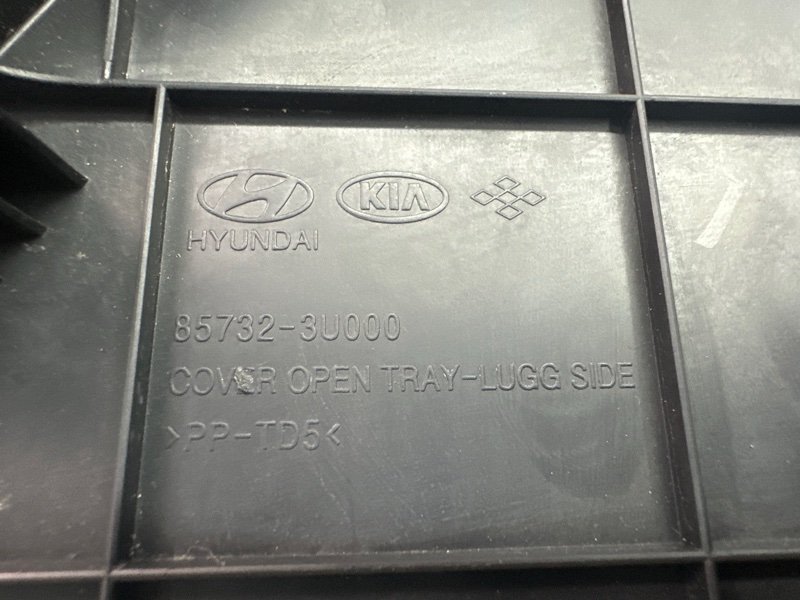 KIA
HYUNDAI
85732-3U000
COVER OPEN TRAY-LUGG SIDE
>PP-TD5<